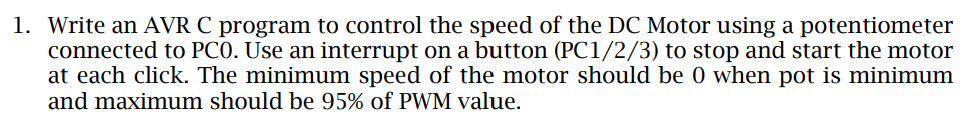 1. Write an AVR C program to control the speed of the DC Motor using a potentiometer
connected to PC0. Use an interrupt on a button (PC1/2/3) to stop and start the motor
at each click. The minimum speed of the motor should be 0 when pot is minimum
and maximum should be 95% of PWM value.